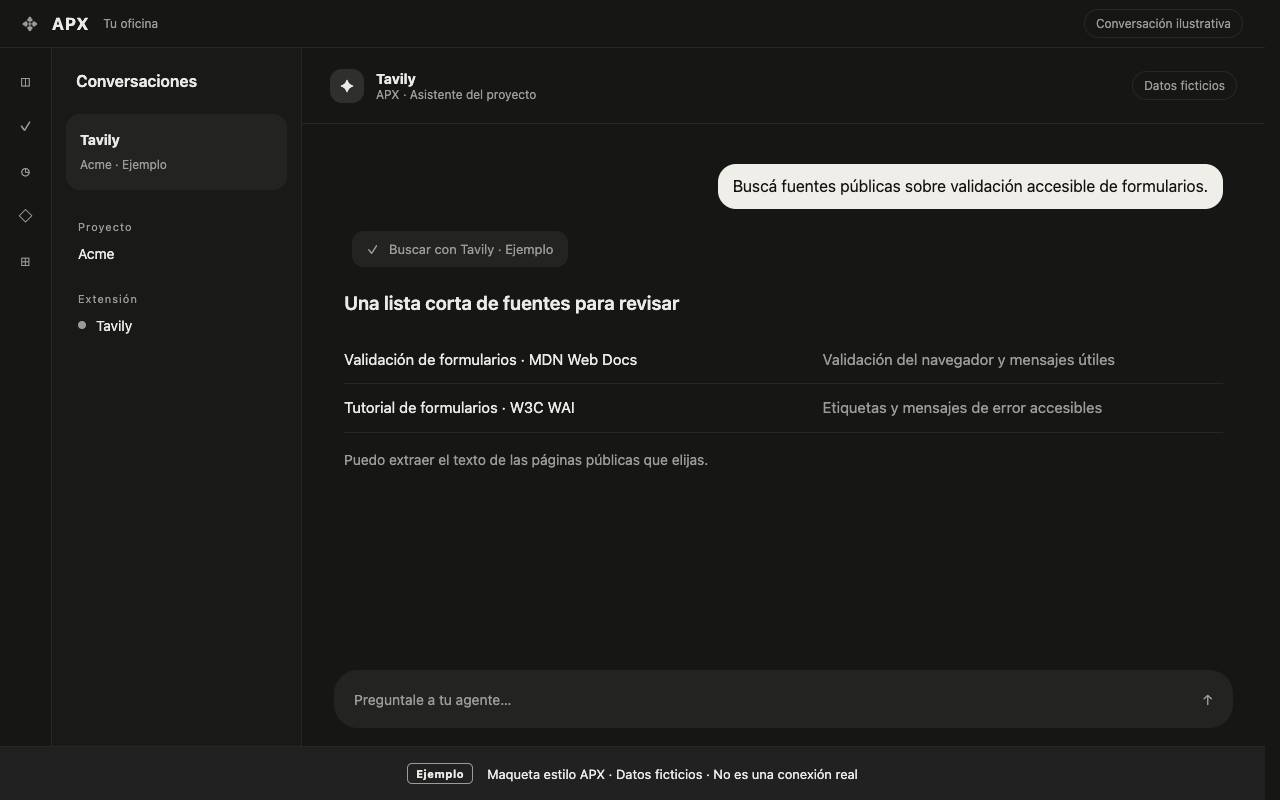 APX Tu oficina
Conversación ilustrativa
Conversaciones
Tavily
Acme · Ejemplo
Proyecto
Acme
Extensión
Tavily
Tavily
APX · Asistente del proyecto
Datos ficticios
Buscá fuentes públicas sobre validación accesible de formularios.
Buscar con Tavily · Ejemplo
Una lista corta de fuentes para revisar
Validación de formularios · MDN Web Docs Validación del navegador y mensajes útiles
Tutorial de formularios · W3C WAI Etiquetas y mensajes de error accesibles
Puedo extraer el texto de las páginas públicas que elijas.
Preguntale a tu agente...
Ejemplo Maqueta estilo APX · Datos ficticios · No es una conexión real